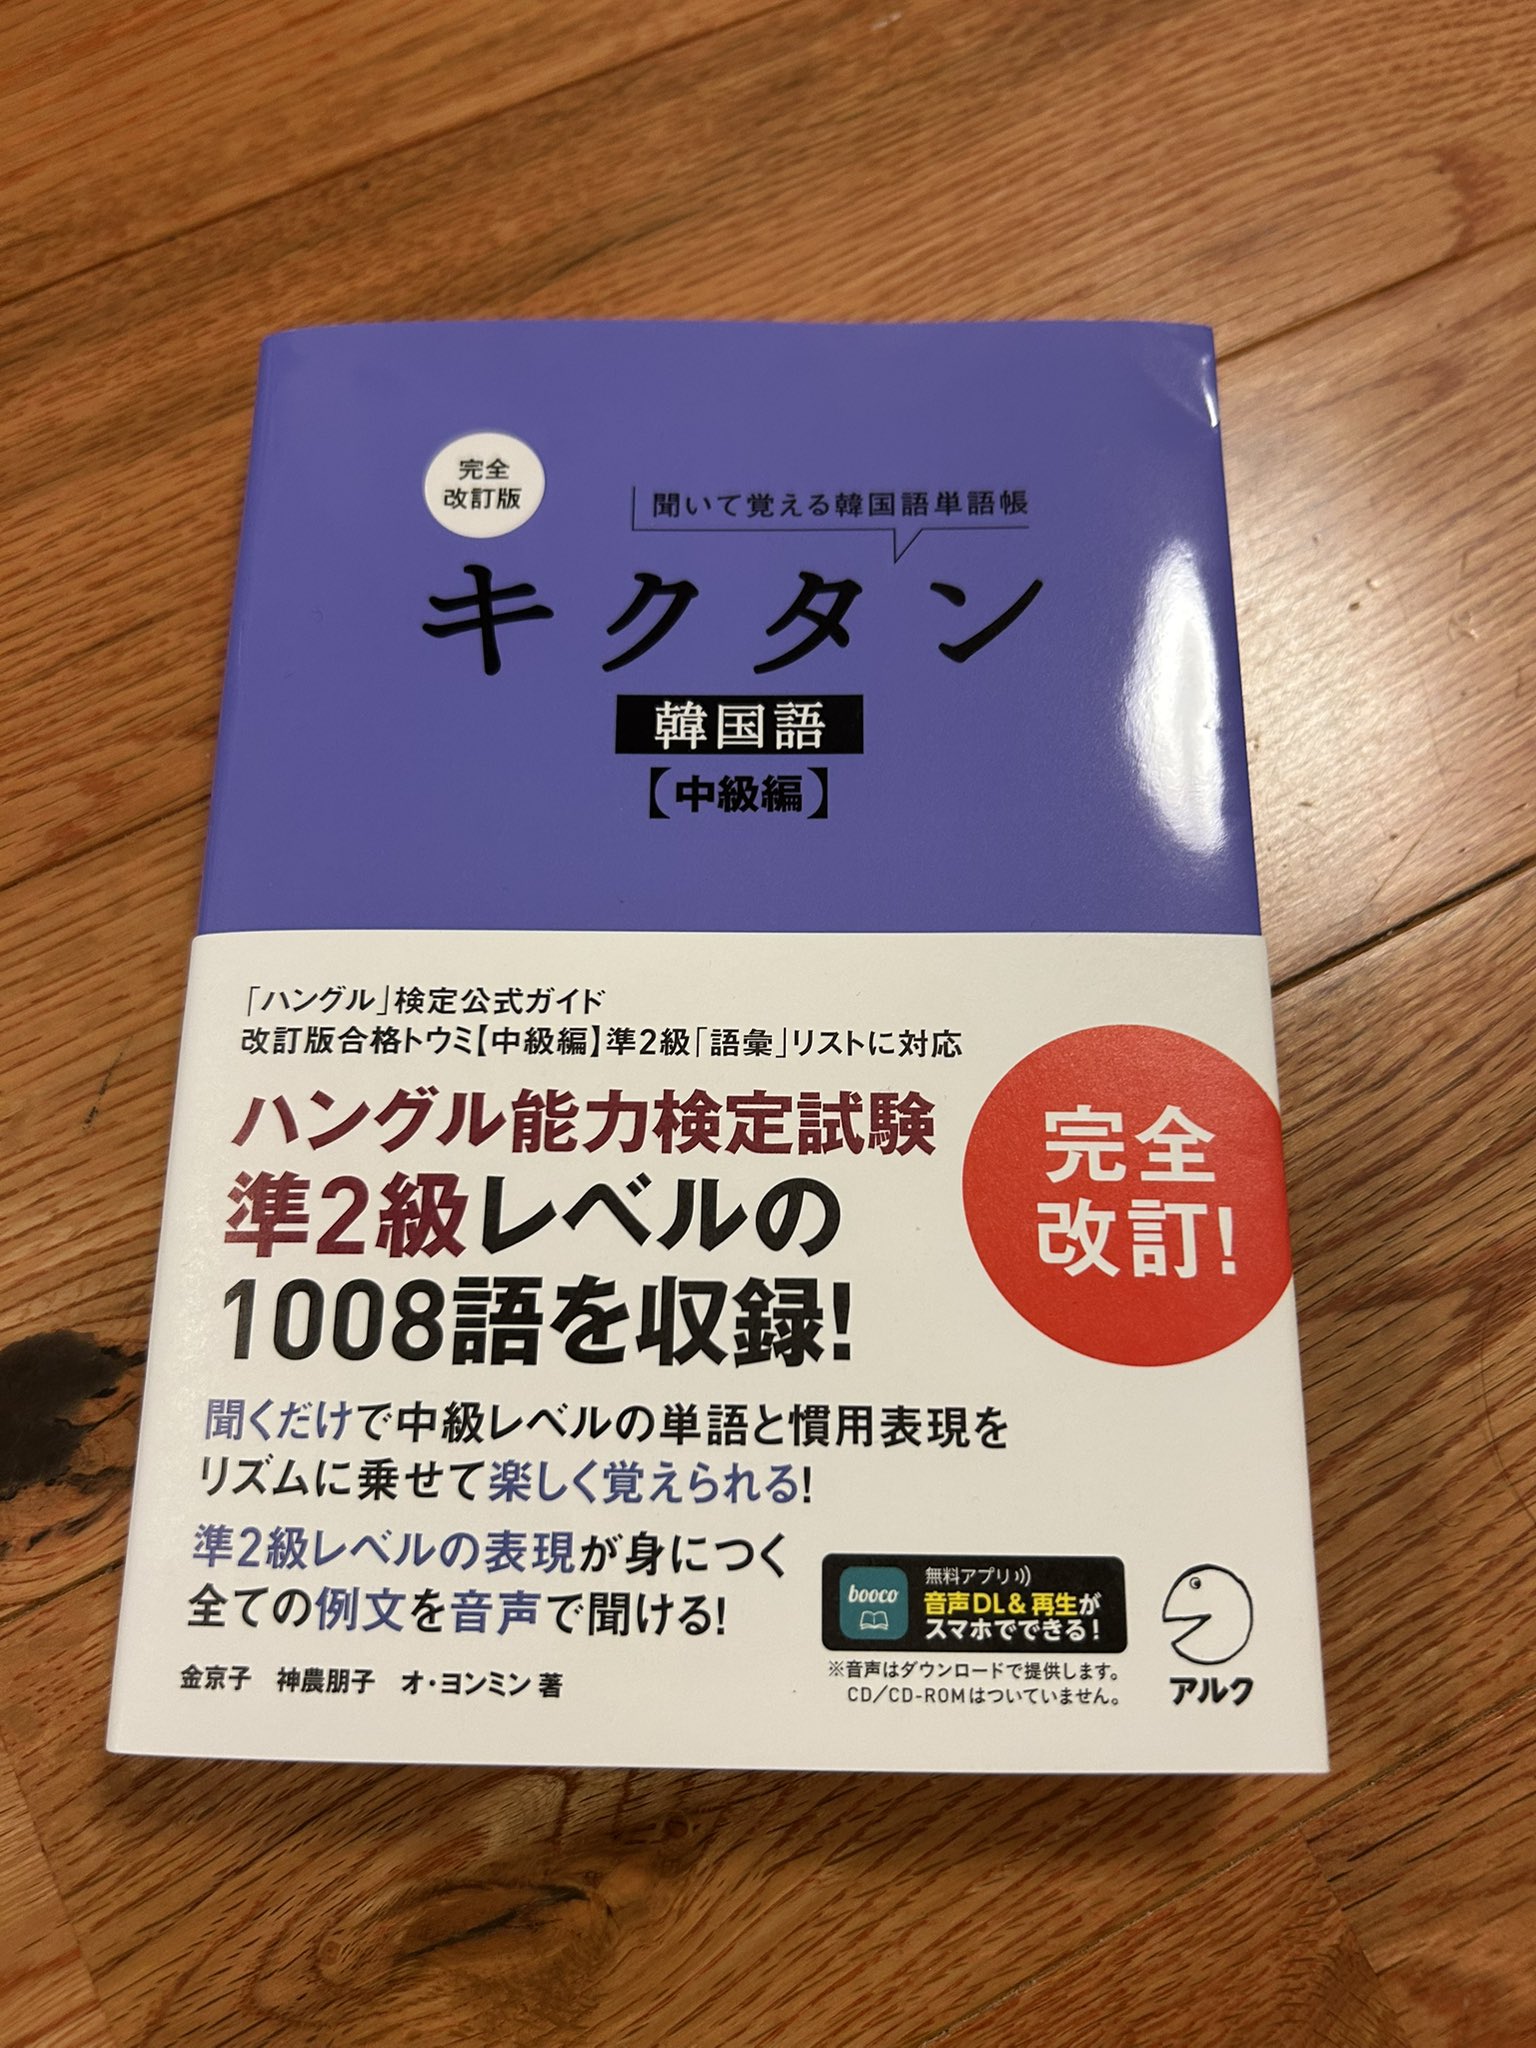 完全
改訂版
聞いて覚える韓国語単語帳
キクタン
韓国語
【中級編】
「ハングル」検定公式ガイド
改訂版合格トウミ【中級編】準2級「語彙」リストに対応
ハングル能力検定試験
準2級レベルの
1008語を収録!
完全
改訂!
聞くだけで中級レベルの単語と慣用表現を
リズムに乗せて楽しく覚えられる!
準2級レベルの表現が身につく
全ての例文を音声で聞ける!
金京子 神農朋子 オ・ヨンミン 著
booco
無料アプリ
音声DL&再生が
スマホでできる!
※音声はダウンロードで提供します。
CD/CD-ROMはついていません。
アルク